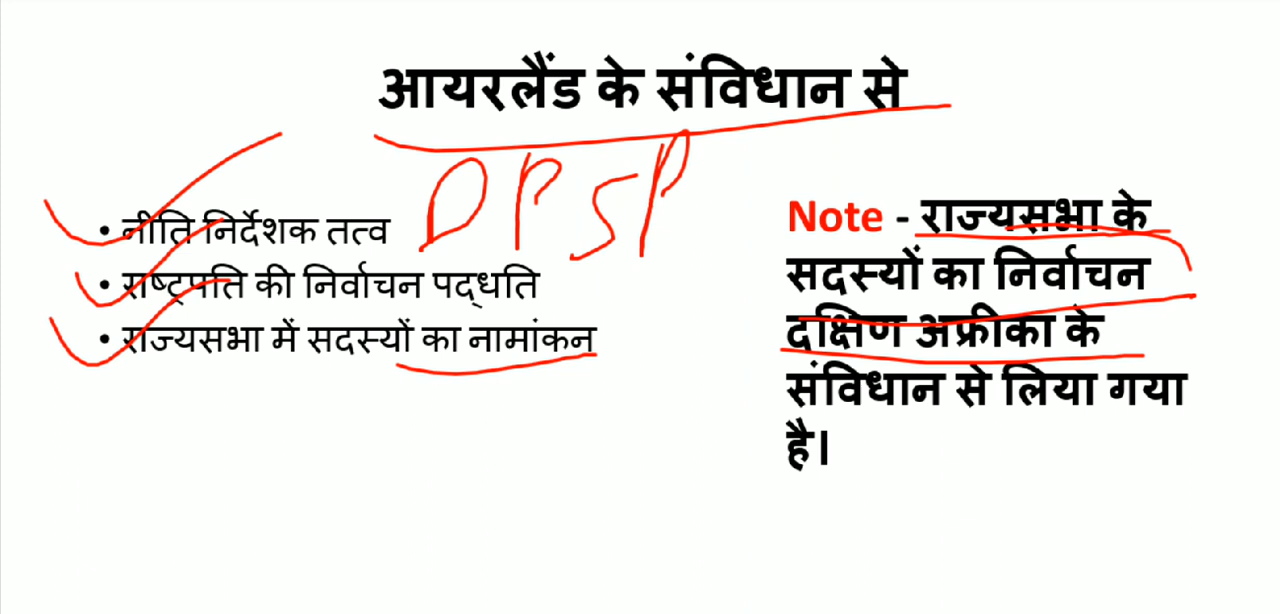 आयरलैंड के संविधान से
DPSP
• नीति निर्देशक तत्व
• राष्ट्रपति की निर्वाचन पद्धति
• राज्यसभा में सदस्यों का नामांकन
Note - राज्यसभा के
सदस्यों का निर्वाचन
दक्षिण अफ्रीका के
संविधान से लिया गया
है।